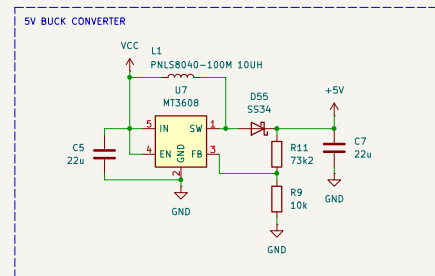 5V BUCK CONVERTER
VCC
L1
PNLS8040-100M 10UH
U7
MT3608
D55
SS34
+5V
5 IN
SW 1
4 EN
FB 3
GND
2
C5
22u
R11
73k2
C7
22u
R9
10k
GND
GND
GND